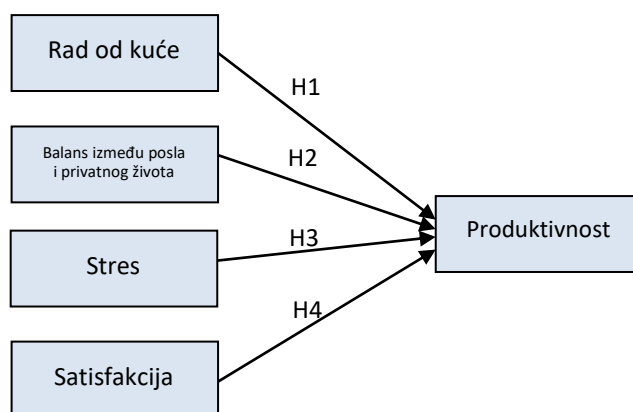 Rad od kuće
H1
Balans između posla
i privatnog života
H2
Produktivnost
H3
Stres
H4
Satisfakcija